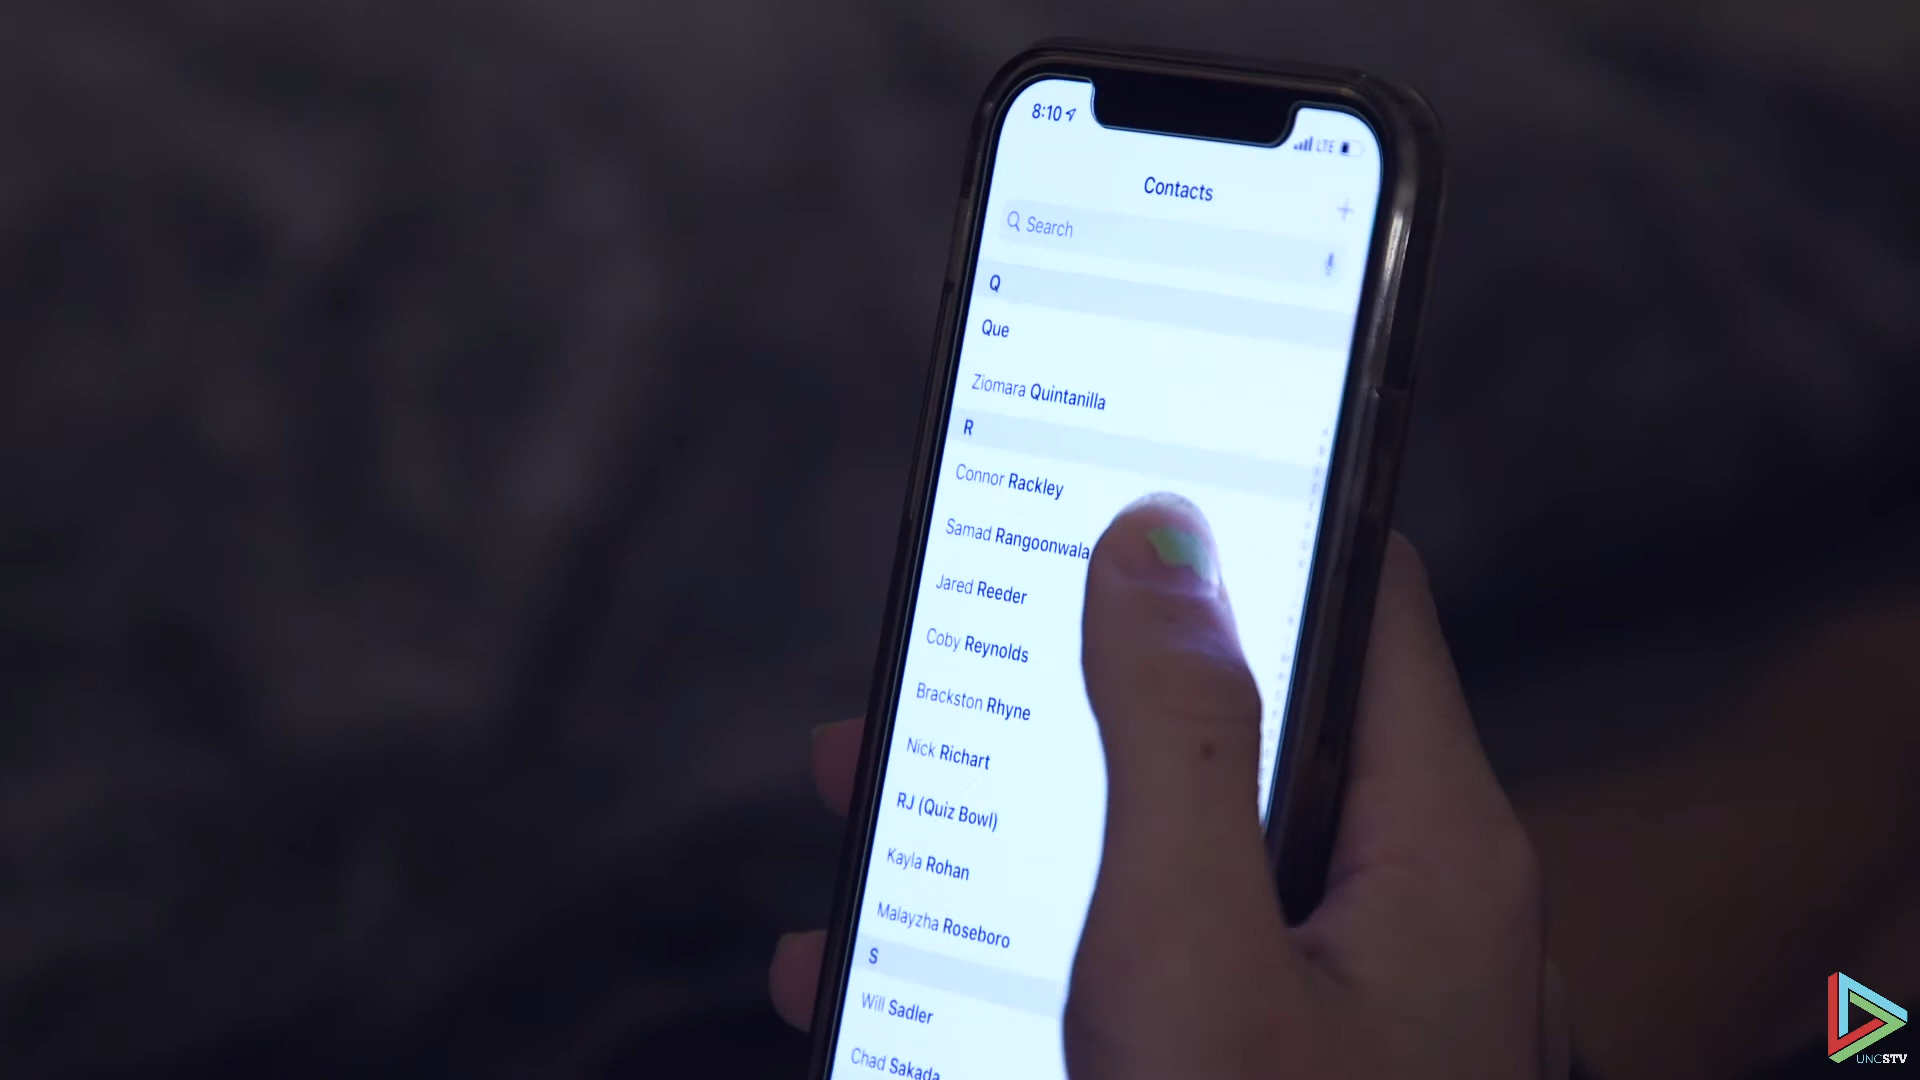 8:10
LTE
Contacts
Search
Q
Que
Ziomara Quintanilla
R
Connor Rackley
Samad Rangoonwala
Jared Reeder
Coby Reynolds
Brackston Rhyne
Nick Richart
RJ (Quiz Bowl)
Kayla Rohan
Malayzha Roseboro
S
Will Sadler
Chad Sakada
UNCSTV